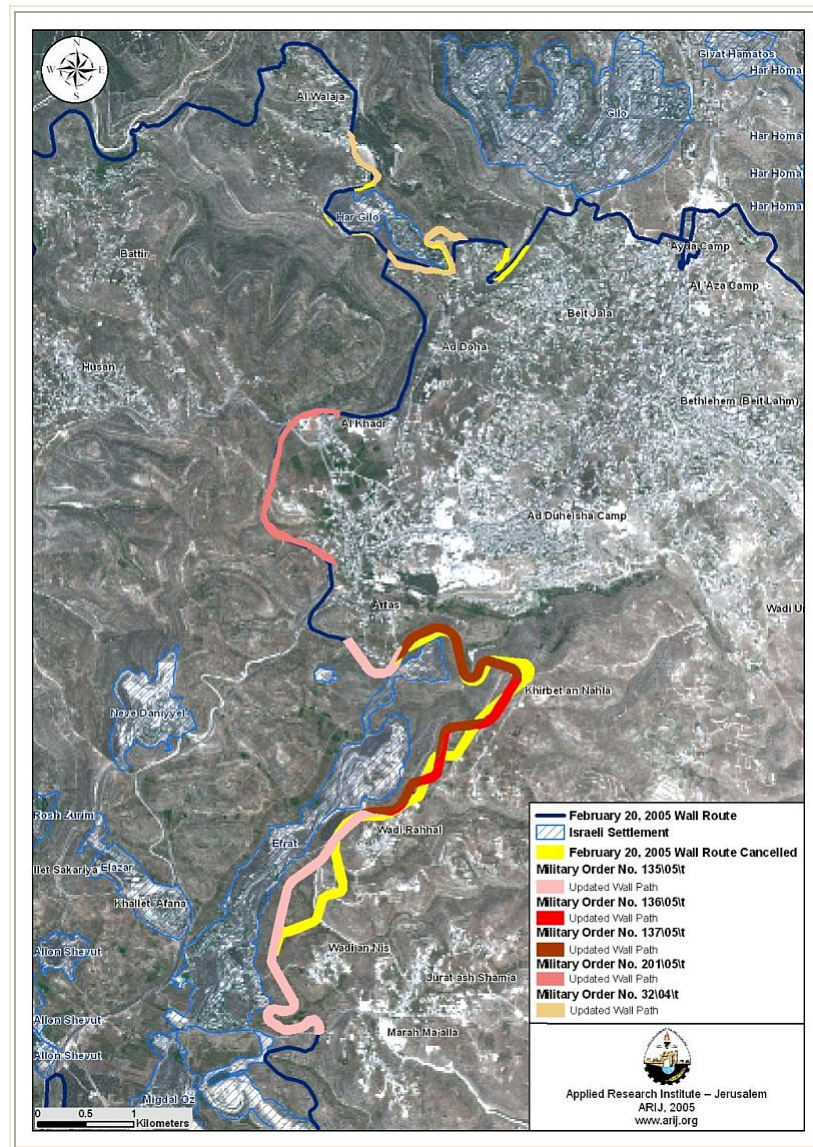 N
W E
S
Givat Hamatos
Har Homa
Al Walaja
Gilo
Har Homa
Har Homa
Har Homa
Har Gilo
Battir
'Ayda Camp
Al 'Aza Camp
Beit Jala
Ad Doha
Husan
Bethlehem (Beit Lahm)
Al Khadr
Ad Duheisha Camp
Artas
Wadi
Khirbet an Nahla
Neve Daniyyel
Rosh Zurim
Wadi Rahhal
Efrat
Elazar
Khallet Afana
Wadi an Nis
Allon Shevut
Jurat ash Sham'a
Allon Shevut
Marah Ma'alla
Allon Shevut
Migdal Oz
0 0.5 1
Kilometers
February 20, 2005 Wall Route
Israeli Settlement
February 20, 2005 Wall Route Cancelled
Military Order No. 135\05\t
Updated Wall Path
Military Order No. 136\05\t
Updated Wall Path
Military Order No. 137\05\t
Updated Wall Path
Military Order No. 201\05\t
Updated Wall Path
Military Order No. 32\04\t
Updated Wall Path
Applied Research Institute – Jerusalem
ARIJ, 2005
www.arij.org